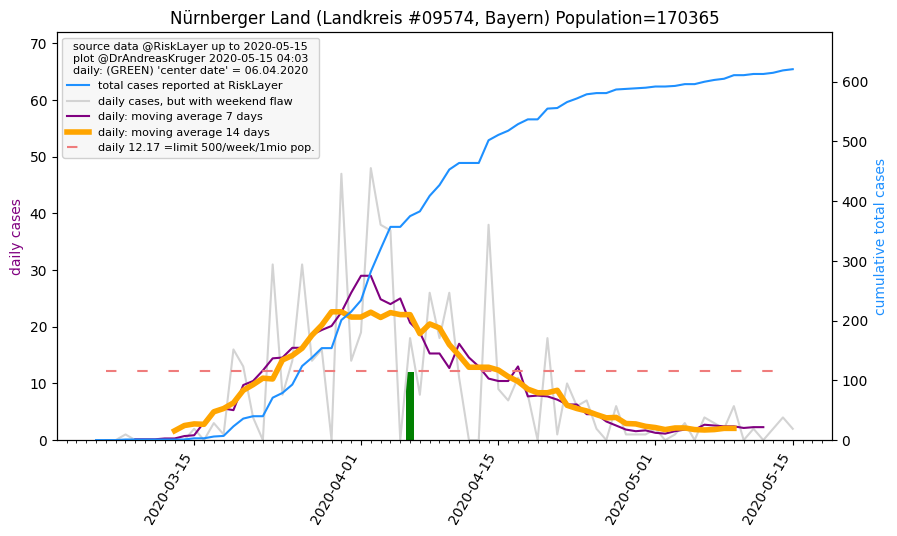 Nürnberger Land (Landkreis #09574, Bayern) Population=170365
source data @RiskLayer up to 2020-05-15
plot @DrAndreasKruger 2020-05-15 04:03
daily: (GREEN) 'center date' = 06.04.2020
total cases reported at RiskLayer
daily cases, but with weekend flaw
daily: moving average 7 days
daily: moving average 14 days
daily 12.17 =limit 500/week/1mio pop.
daily cases
70
60
50
40
30
20
10
0
cumulative total cases
600
500
400
300
200
100
0
2020-03-15
2020-04-01
2020-04-15
2020-05-01
2020-05-15